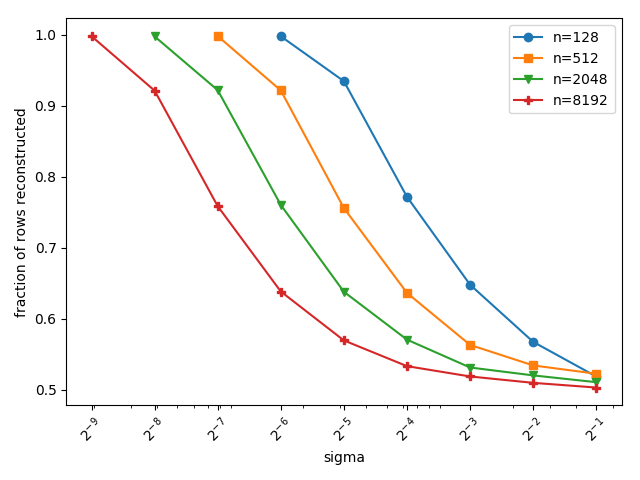 fraction of rows reconstructed
1.0
0.9
0.8
0.7
0.6
0.5
n=128
n=512
n=2048
n=8192
2⁻⁹
2⁻⁸
2⁻⁷
2⁻⁶
2⁻⁵
2⁻⁴
2⁻³
2⁻²
2⁻¹
sigma